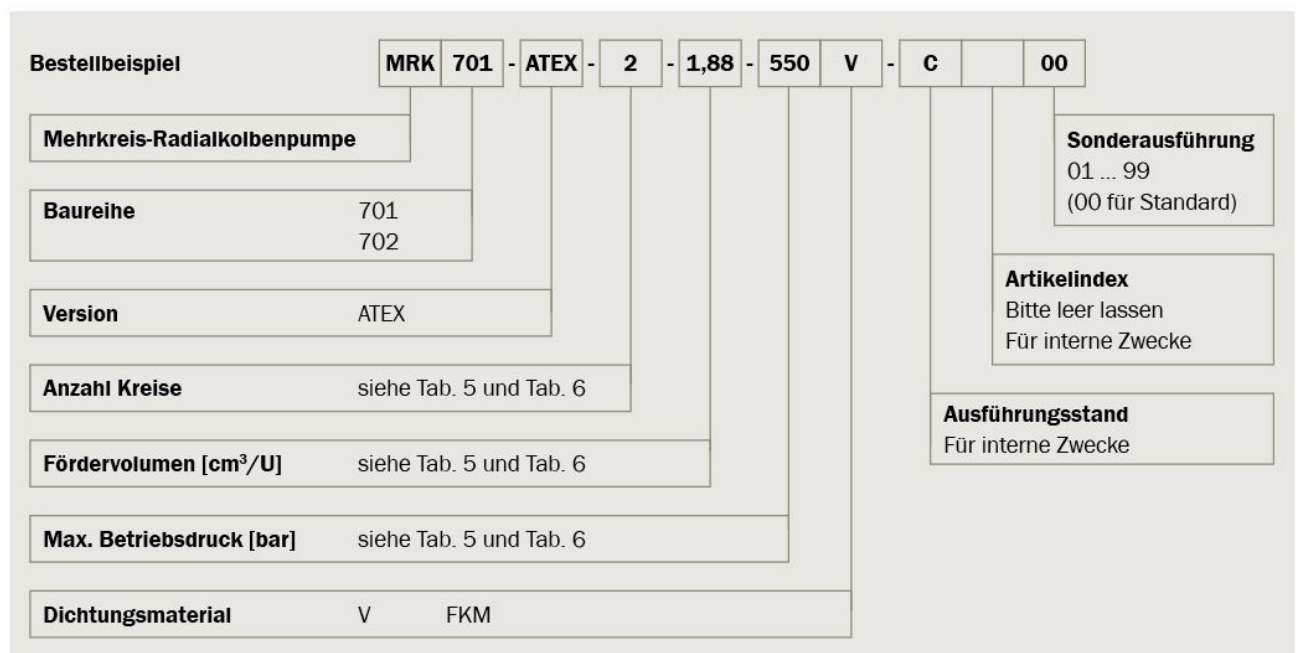 Bestellbeispiel MRK 701 - ATEX - 2 - 1,88 - 550 V - C 00
Mehrkreis-Radialkolbenpumpe
Baureihe 701
702
Version ATEX
Anzahl Kreise siehe Tab. 5 und Tab. 6
Fördervolumen [cm³/U] siehe Tab. 5 und Tab. 6
Max. Betriebsdruck [bar] siehe Tab. 5 und Tab. 6
Dichtungsmaterial V FKM
Sonderausführung
01 ... 99
(00 für Standard)
Artikelindex
Bitte leer lassen
Für interne Zwecke
Ausführungsstand
Für interne Zwecke